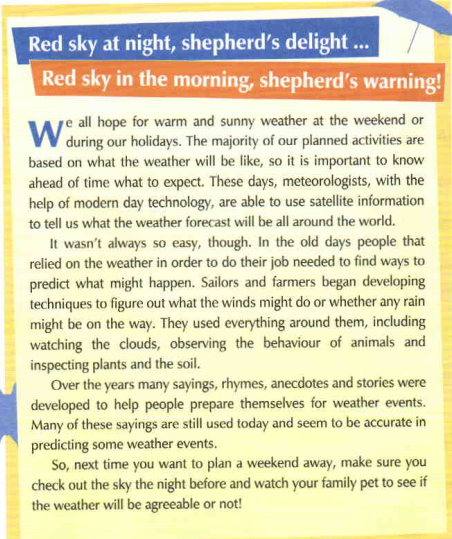 Red sky at night, shepherd's delight ...
Red sky in the morning, shepherd's warning!
We all hope for warm and sunny weather at the weekend or
during our holidays. The majority of our planned activities are
based on what the weather will be like, so it is important to know
ahead of time what to expect. These days, meteorologists, with the
help of modern day technology, are able to use satellite information
to tell us what the weather forecast will be all around the world.
It wasn't always so easy, though. In the old days people that
relied on the weather in order to do their job needed to find ways to
predict what might happen. Sailors and farmers began developing
techniques to figure out what the winds might do or whether any rain
might be on the way. They used everything around them, including
watching the clouds, observing the behaviour of animals and
inspecting plants and the soil.
Over the years many sayings, rhymes, anecdotes and stories were
developed to help people prepare themselves for weather events.
Many of these sayings are still used today and seem to be accurate in
predicting some weather events.
So, next time you want to plan a weekend away, make sure you
check out the sky the night before and watch your family pet to see if
the weather will be agreeable or not!